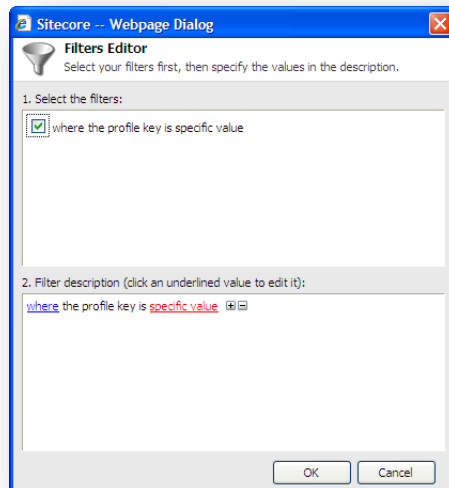 Sitecore -- Webpage Dialog
Filters Editor
Select your filters first, then specify the values in the description.
1. Select the filters:
where the profile key is specific value
2. Filter description (click an underlined value to edit it):
where the profile key is specific value
OK Cancel